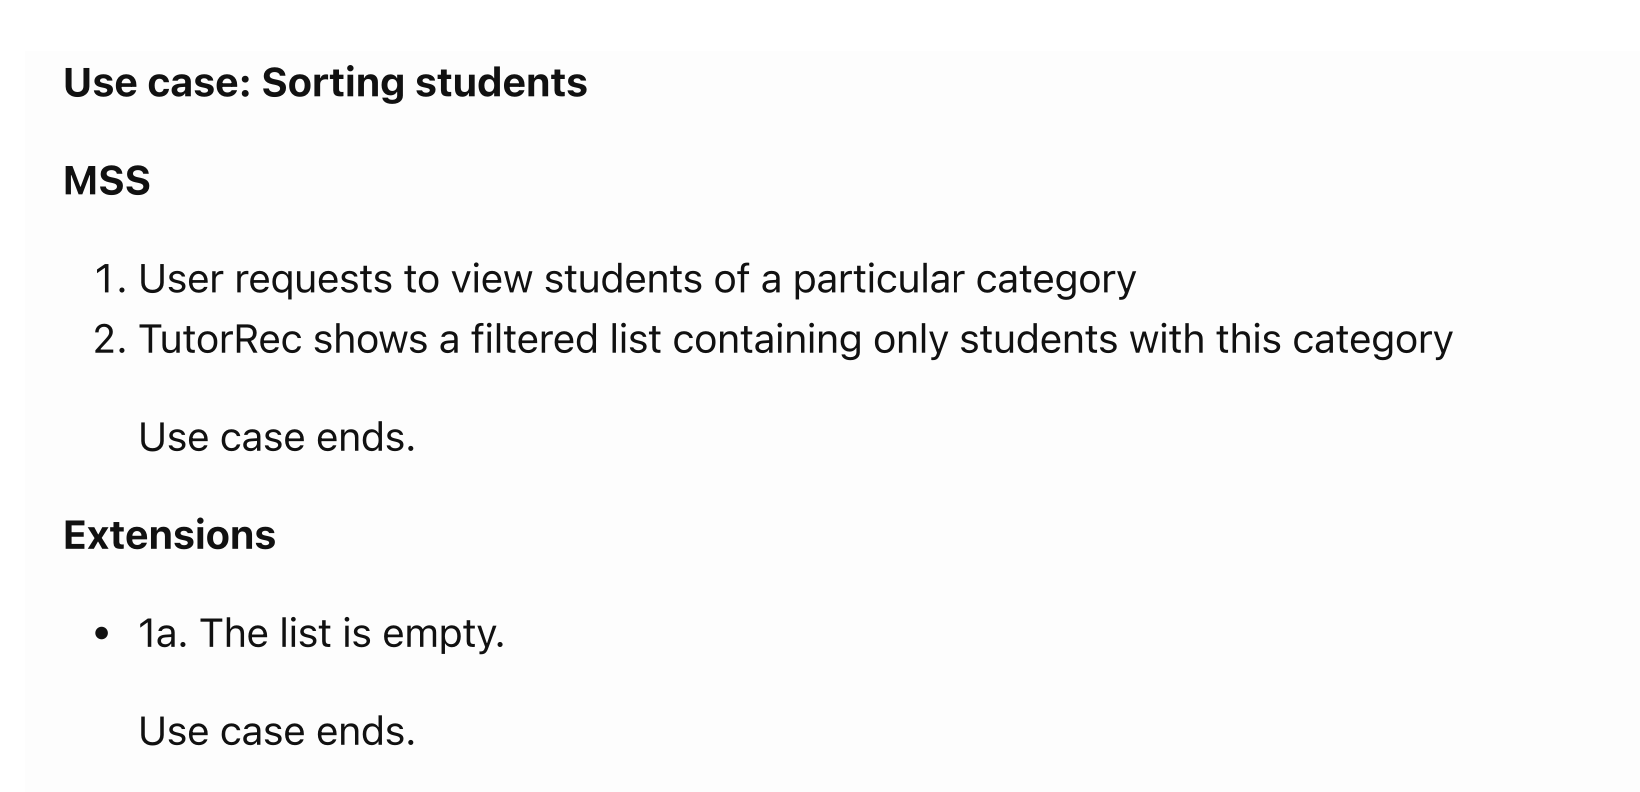 Use case: Sorting students
MSS
1. User requests to view students of a particular category
2. TutorRec shows a filtered list containing only students with this category
Use case ends.
Extensions
• 1a. The list is empty.
Use case ends.